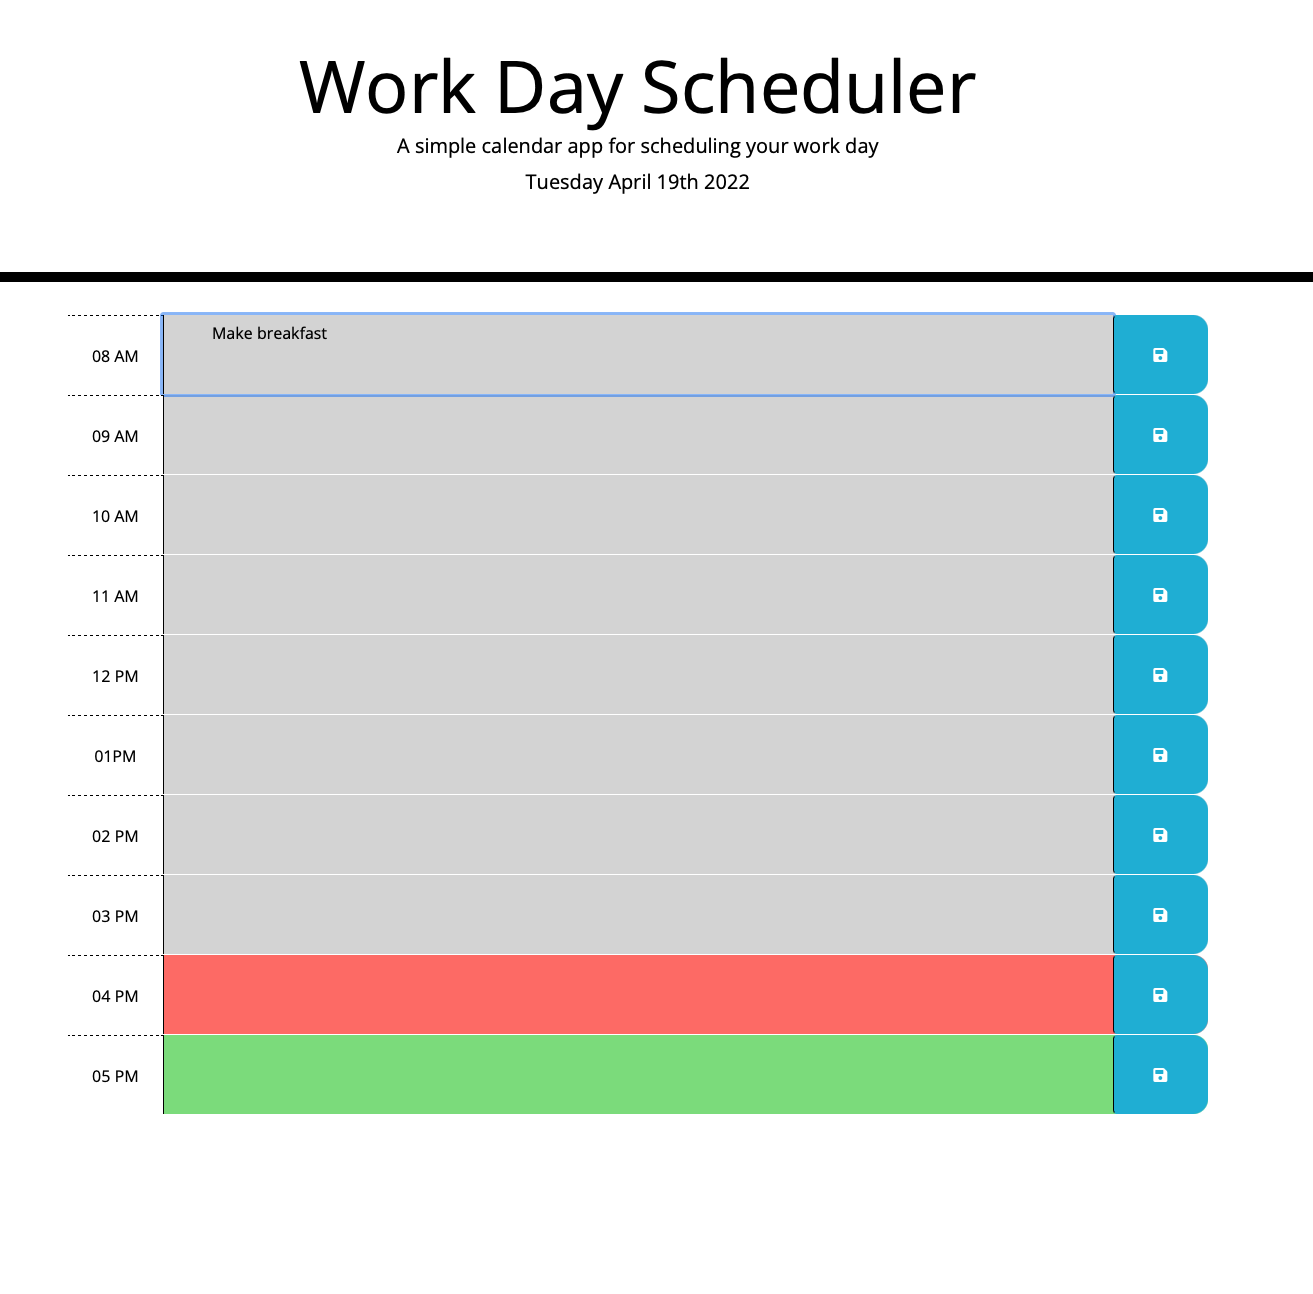 Work Day Scheduler
A simple calendar app for scheduling your work day
Tuesday April 19th 2022
08 AM Make breakfast
09 AM
10 AM
11 AM
12 PM
01PM
02 PM
03 PM
04 PM
05 PM